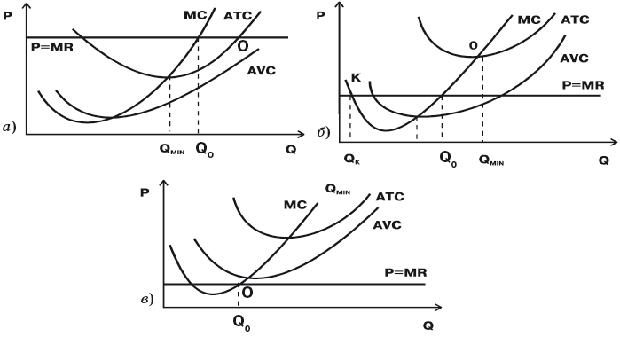 P
MC
ATC
P=MR
O
AVC
а)
QMIN
QO
Q
P
MC
ATC
O
AVC
K
P=MR
б)
QK
QO
QMIN
Q
P
MC
QMIN
ATC
AVC
P=MR
в)
O
QO
Q